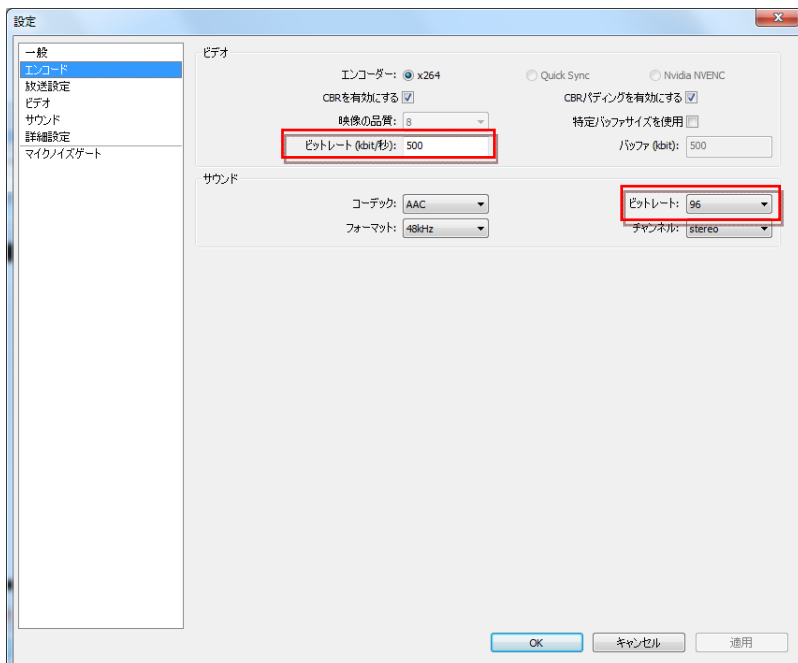 設定
一般
エンコード
放送設定
ビデオ
サウンド
詳細設定
マイクノイズゲート
ビデオ
エンコーダー: x264 Quick Sync Nvidia NVENC
CBRを有効にする CBRパディングを有効にする
映像の品質: 8 特定バッファサイズを使用
ビットレート (kbit/秒): 500 バッファ (kbit): 500
サウンド
コーデック: AAC ビットレート: 96
フォーマット: 48kHz チャンネル: stereo
OK キャンセル 適用